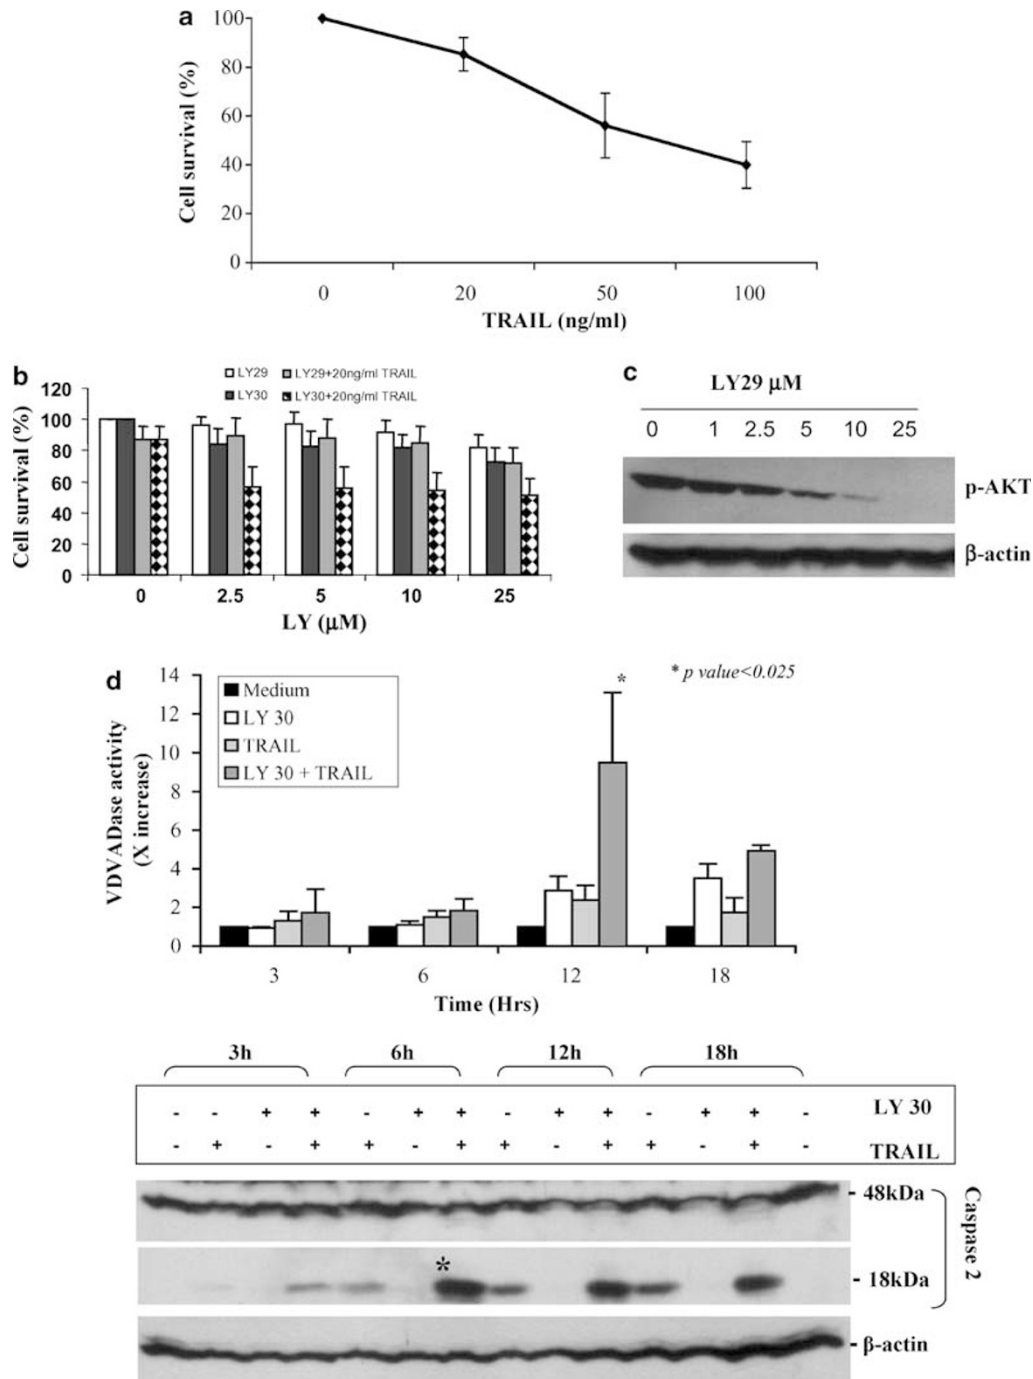 a
100
80
60
40
20
0
Cell survival (%)
0 20 50 100
TRAIL (ng/ml)
b
LY29 LY29+20ng/ml TRAIL
LY30 LY30+20ng/ml TRAIL
120
100
80
60
40
20
0
Cell survival (%)
0 2.5 5 10 25
LY (µM)
c
LY29 µM
0 1 2.5 5 10 25
p-AKT
β-actin
d
14
12
10
8
6
4
2
0
VDVADase activity
(X increase)
Medium
LY 30
TRAIL
LY 30 + TRAIL
*
* p value<0.025
3 6 12 18
Time (Hrs)
3h 6h 12h 18h
- - + + - + + - + + - + + - LY 30
- + - + + - + + - + + - + - TRAIL
- 48kDa
*
- 18kDa
Caspase 2
- β-actin